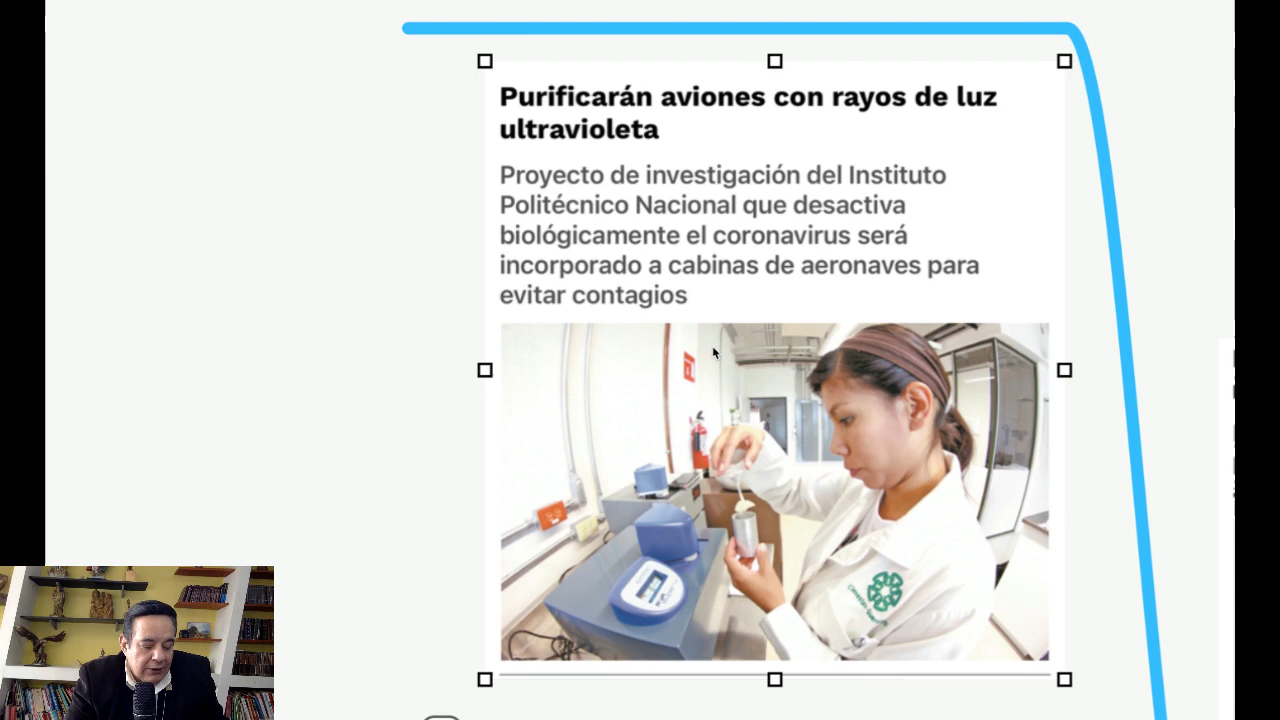 Purificarán aviones con rayos de luz
ultravioleta
Proyecto de investigación del Instituto
Politécnico Nacional que desactiva
biológicamente el coronavirus será
incorporado a cabinas de aeronaves para
evitar contagios